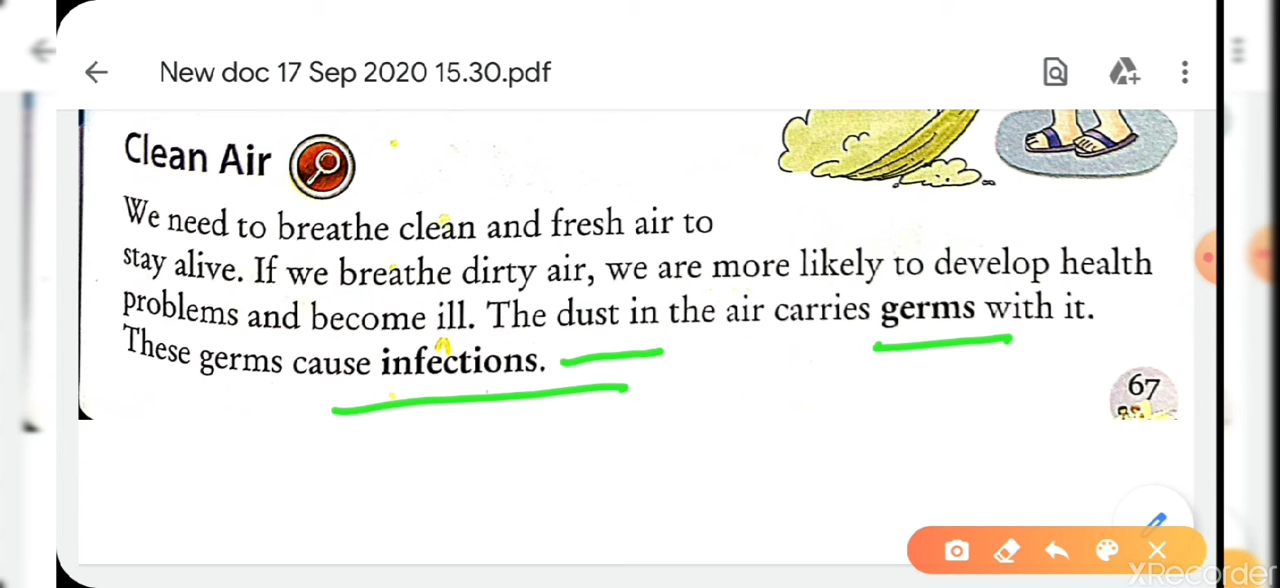 New doc 17 Sep 2020 15.30.pdf
Clean Air
We need to breathe clean and fresh air to
stay alive. If we breathe dirty air, we are more likely to develop health
problems and become ill. The dust in the air carries germs with it.
These germs cause infections.
67
XRecorder